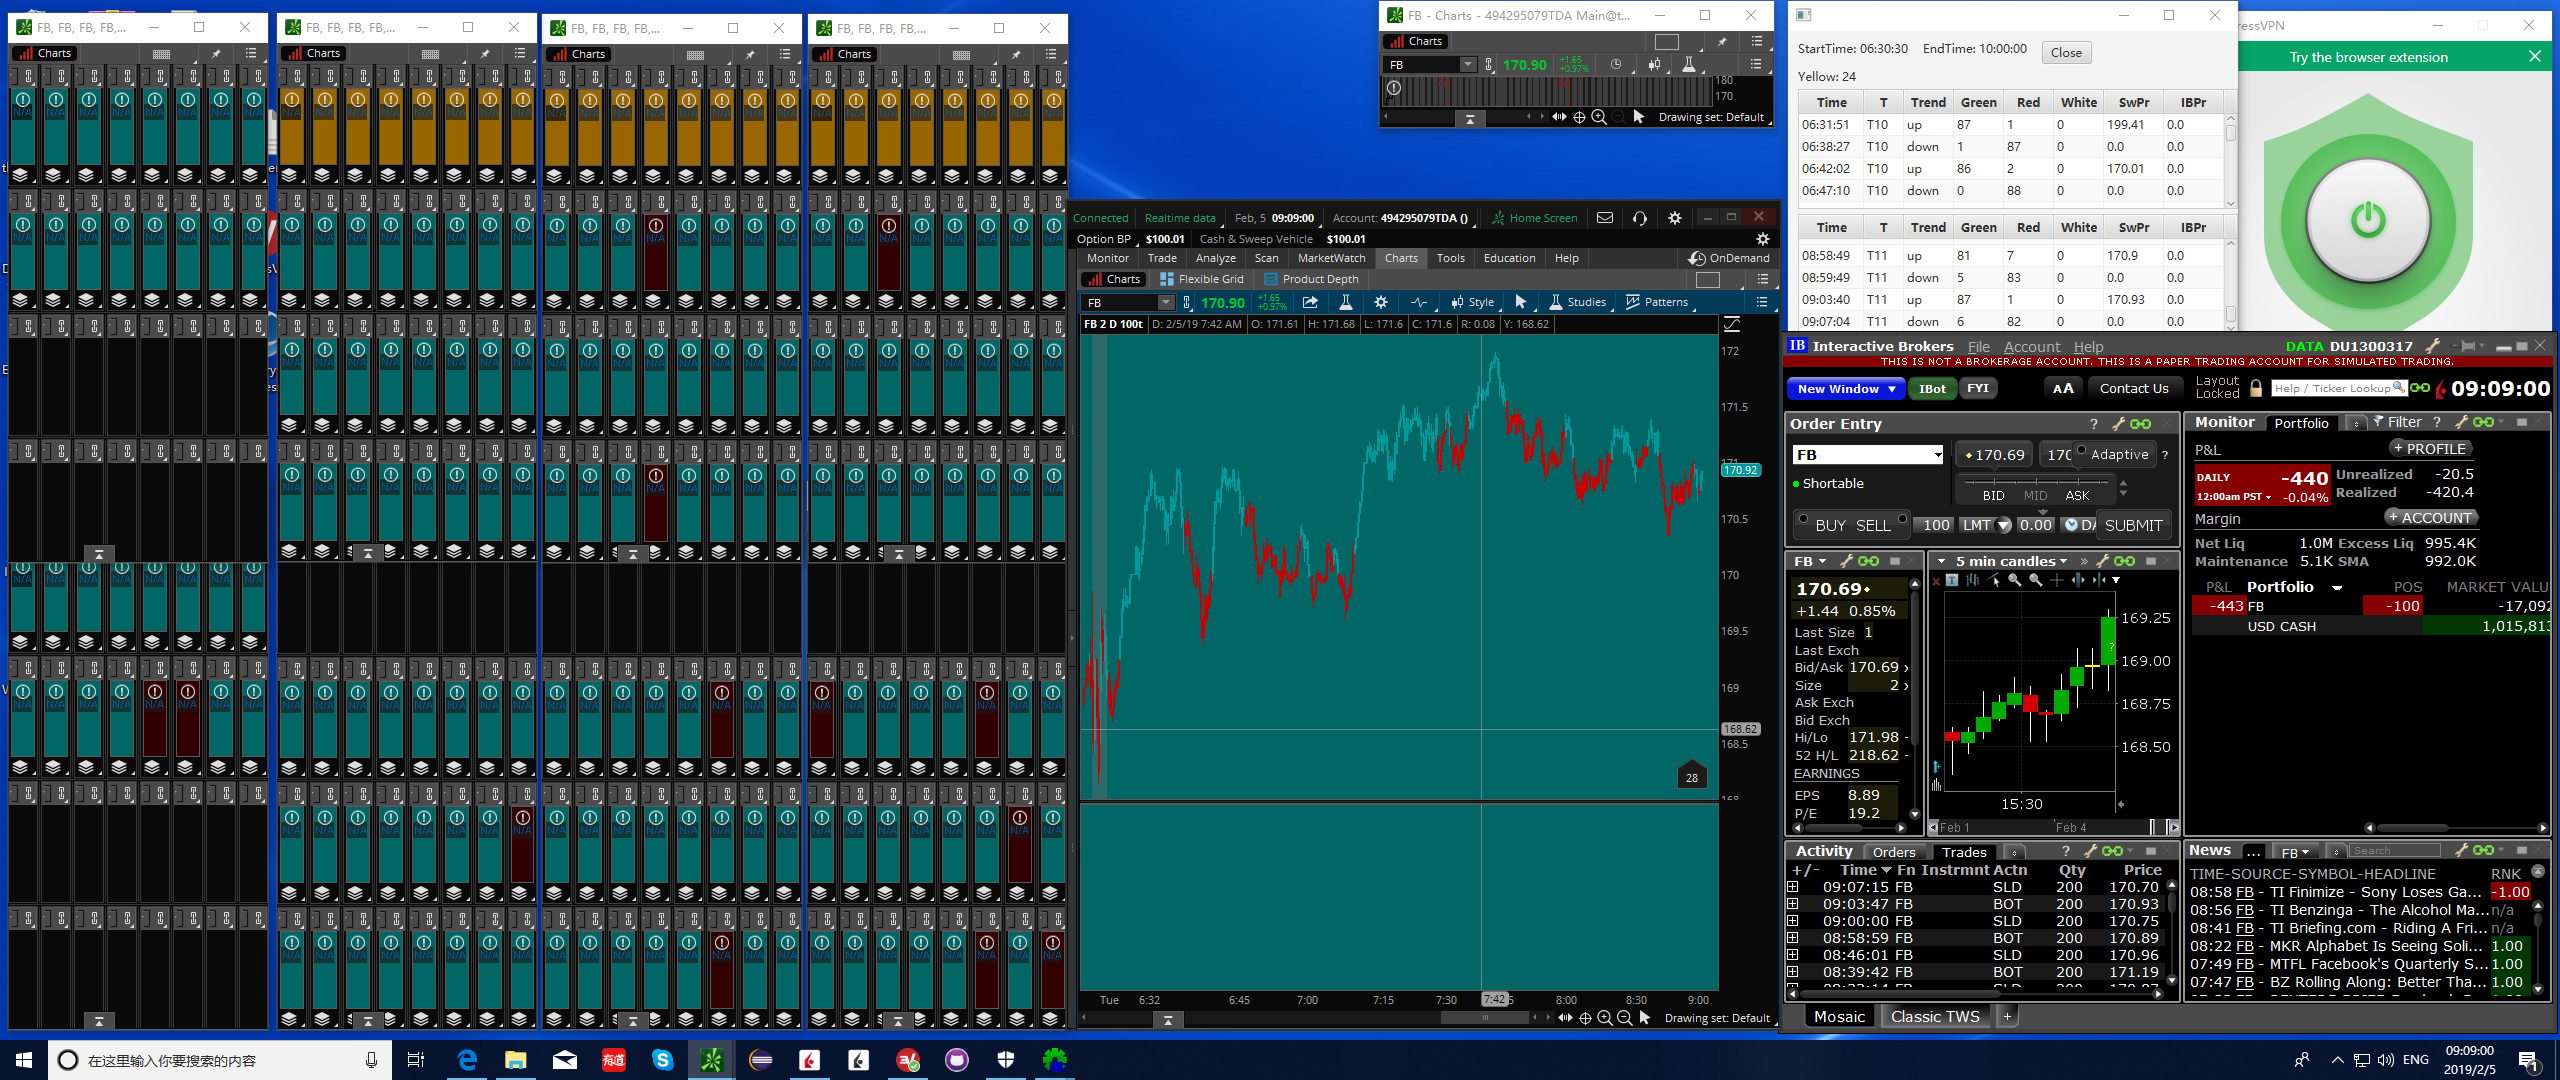 FB, FB, FB, FB,...
FB, FB, FB, FB,...
FB, FB, FB, FB,...
FB, FB, FB, FB,...
Charts
Charts
Charts
Charts
N/A
FB - Charts - 494295079TDA Main@t...
Charts
FB 170.90 +1.65 +0.97%
180
170
Drawing set: Default
StartTime: 06:30:30 EndTime: 10:00:00 Close
Yellow: 24
Time T Trend Green Red White SwPr IBPr
06:31:51 T10 up 87 1 0 199.41 0.0
06:38:27 T10 down 1 87 0 0.0 0.0
06:42:02 T10 up 86 2 0 170.01 0.0
06:47:10 T10 down 0 88 0 0.0 0.0
Time T Trend Green Red White SwPr IBPr
08:58:49 T11 up 81 7 0 170.9 0.0
08:59:49 T11 down 5 83 0 0.0 0.0
09:03:40 T11 up 87 1 0 170.93 0.0
09:07:04 T11 down 6 82 0 0.0 0.0
ressVPN
Try the browser extension
Connected Realtime data Feb, 5 09:09:00 Account: 494295079TDA () Home Screen
Option BP $100.01 Cash & Sweep Vehicle $100.01
Monitor Trade Analyze Scan MarketWatch Charts Tools Education Help OnDemand
Charts Flexible Grid Product Depth
FB 170.90 +1.65 +0.97% Style Studies Patterns
FB 2 D 100t D: 2/5/19 7:42 AM O: 171.61 H: 171.68 L: 171.6 C: 171.6 R: 0.08 Y: 168.62
172
171.5
171
170.92
170.5
170
169.5
169
168.62
168.5
28
Tue 6:32 6:45 7:00 7:15 7:30 7:42 8:00 8:30 9:00
Drawing set: Default
IB Interactive Brokers File Account Help DATA DU1300317
THIS IS NOT A BROKERAGE ACCOUNT. THIS IS A PAPER TRADING ACCOUNT FOR SIMULATED TRADING.
New Window IBot FYI AA Contact Us Layout Locked Help / Ticker Lookup 09:09:00
Order Entry ?
FB 170.69 170 Adaptive ?
Shortable
BID MID ASK
BUY SELL 100 LMT 0.00 DA SUBMIT
FB
170.69
+1.44 0.85%
Last Size 1
Last Exch
Bid/Ask 170.69 x
Size 2 x
Ask Exch
Bid Exch
Hi/Lo 171.98 -
52 H/L 218.62 -
EARNINGS
EPS 8.89
P/E 19.2
5 min candles
169.25
169.00
168.75
168.50
15:30
Feb 1 Feb 4
Monitor Portfolio Filter ?
P&L + PROFILE
DAILY -440 Unrealized -20.5
12:00am PST -0.04% Realized -420.4
Margin + ACCOUNT
Net Liq 1.0M Excess Liq 995.4K
Maintenance 5.1K SMA 992.0K
P&L Portfolio POS MARKET VALU
-443 FB -100 -17,092
USD CASH 1,015,813
Activity Orders Trades ?
+/- Time Fn Instrmnt Actn Qty Price
09:07:15 FB SLD 200 170.70
09:03:47 FB BOT 200 170.93
09:00:00 FB SLD 200 170.75
08:58:59 FB BOT 200 170.89
08:46:01 FB SLD 200 170.96
08:39:42 FB BOT 200 171.19
News ... FB Search
TIME-SOURCE-SYMBOL-HEADLINE RNK
08:58 FB - TI Finimize - Sony Loses Ga... -1.00
08:56 FB - TI Benzinga - The Alcohol Ma... n/a
08:41 FB - TI Briefing.com - Riding A Fri... n/a
08:22 FB - MKR Alphabet Is Seeing Soli... 1.00
07:49 FB - MTFL Facebook's Quarterly S... 1.00
07:47 FB - BZ Rolling Along: Better Tha... 1.00
Mosaic Classic TWS +
在这里输入你要搜索的内容
有道
ENG
09:09:00
2019/2/5
1